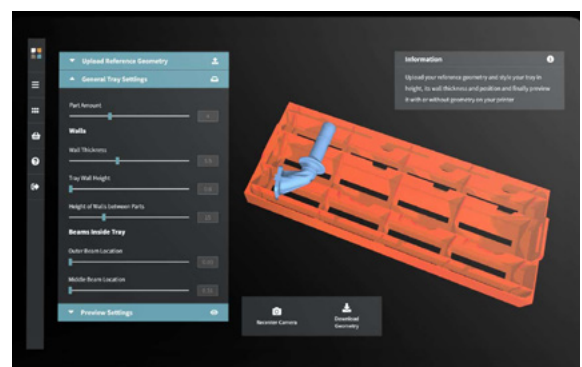 Upload Reference Geometry
General Tray Settings
Part Amount
Walls
Wall Thickness
Tray Wall Height
Height of Walls between Parts
Beams Inside Tray
Outer Beam Location
Middle Beam Location
Preview Settings
Information
Upload your reference geometry and style your tray in
height, its wall thickness and position and finally preview
it with or without geometry on your printer
Recenter Camera
Download
Geometry